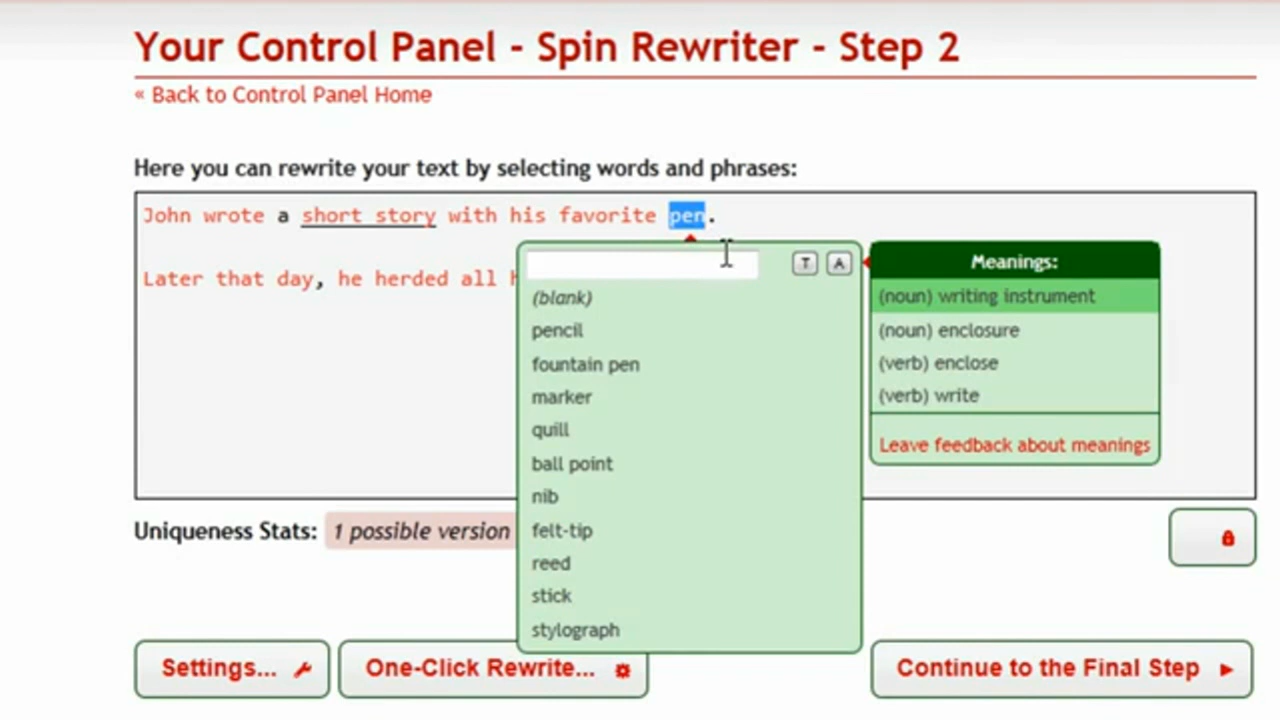 Your Control Panel - Spin Rewriter - Step 2
« Back to Control Panel Home
Here you can rewrite your text by selecting words and phrases:
John wrote a short story with his favorite pen.
Later that day, he herded all
T A
(blank)
pencil
fountain pen
marker
quill
ball point
nib
felt-tip
reed
stick
stylograph
Meanings:
(noun) writing instrument
(noun) enclosure
(verb) enclose
(verb) write
Leave feedback about meanings
Uniqueness Stats: 1 possible version
Settings...
One-Click Rewrite...
Continue to the Final Step